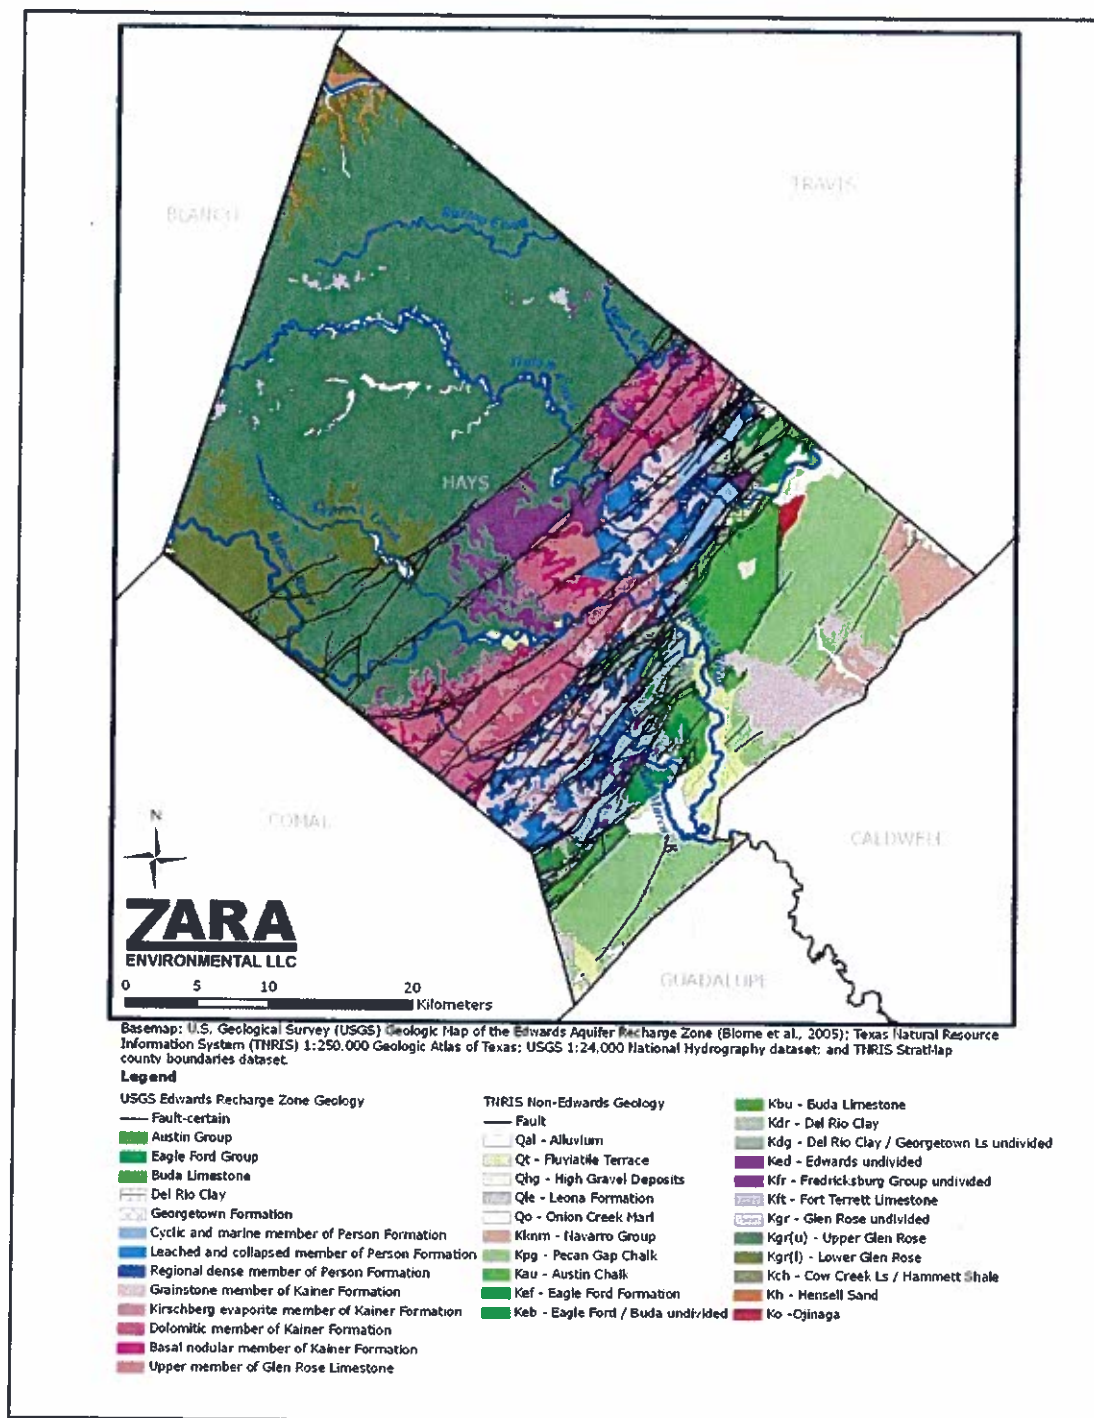 TRAVIS
BLANCO
Barton Creek
Onion Creek
HAYS
Cypress Creek
COMAL
CALDWELL
GUADALUPE
N
ZARA
ENVIRONMENTAL LLC
0 5 10 20
Kilometers
Basemap: U.S. Geological Survey (USGS) Geologic Map of the Edwards Aquifer Recharge Zone (Blome et al., 2005); Texas Natural Resource
Information System (TNRIS) 1:250.000 Geologic Atlas of Texas; USGS 1:24,000 National Hydrography dataset; and TNRIS StratMap
county boundaries dataset.
Legend
USGS Edwards Recharge Zone Geology
Fault-certain
Austin Group
Eagle Ford Group
Buda Limestone
Del Rio Clay
Georgetown Formation
Cyclic and marine member of Person Formation
Leached and collapsed member of Person Formation
Regional dense member of Person Formation
Grainstone member of Kainer Formation
Kirschberg evaporite member of Kainer Formation
Dolomitic member of Kainer Formation
Basal nodular member of Kainer Formation
Upper member of Glen Rose Limestone
TNRIS Non-Edwards Geology
Fault
Qal - Alluvium
Qt - Fluviatile Terrace
Qhg - High Gravel Deposits
Qle - Leona Formation
Qo - Onion Creek Marl
Kknm - Navarro Group
Kpg - Pecan Gap Chalk
Kau - Austin Chalk
Kef - Eagle Ford Formation
Keb - Eagle Ford / Buda undivided
Kbu - Buda Limestone
Kdr - Del Rio Clay
Kdg - Del Rio Clay / Georgetown Ls undivided
Ked - Edwards undivided
Kfr - Fredricksburg Group undivided
Kft - Fort Terrett Limestone
Kgr - Glen Rose undivided
Kgr(u) - Upper Glen Rose
Kgr(l) - Lower Glen Rose
Kch - Cow Creek Ls / Hammett Shale
Kh - Hensell Sand
Ko -Ojinaga